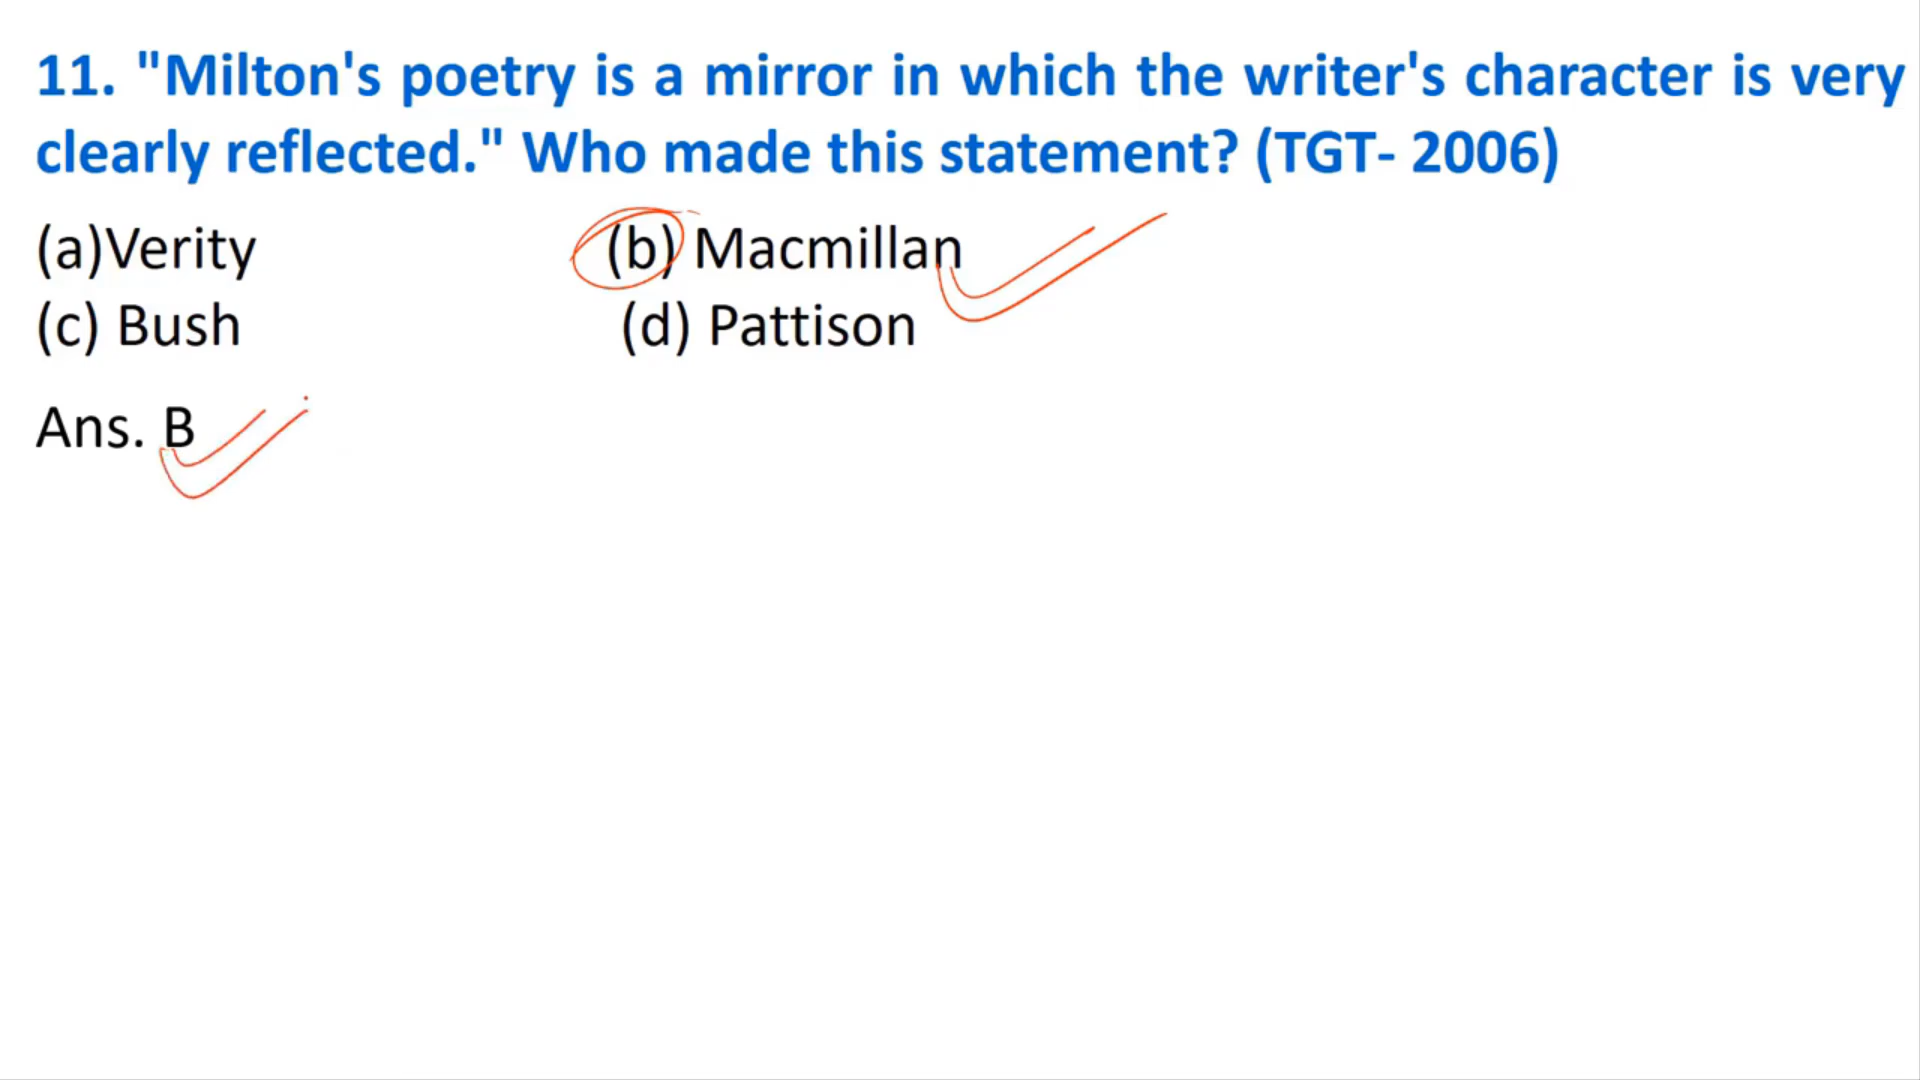 11. "Milton's poetry is a mirror in which the writer's character is very
clearly reflected." Who made this statement? (TGT- 2006)
(a)Verity (b) Macmillan
(c) Bush (d) Pattison
Ans. B